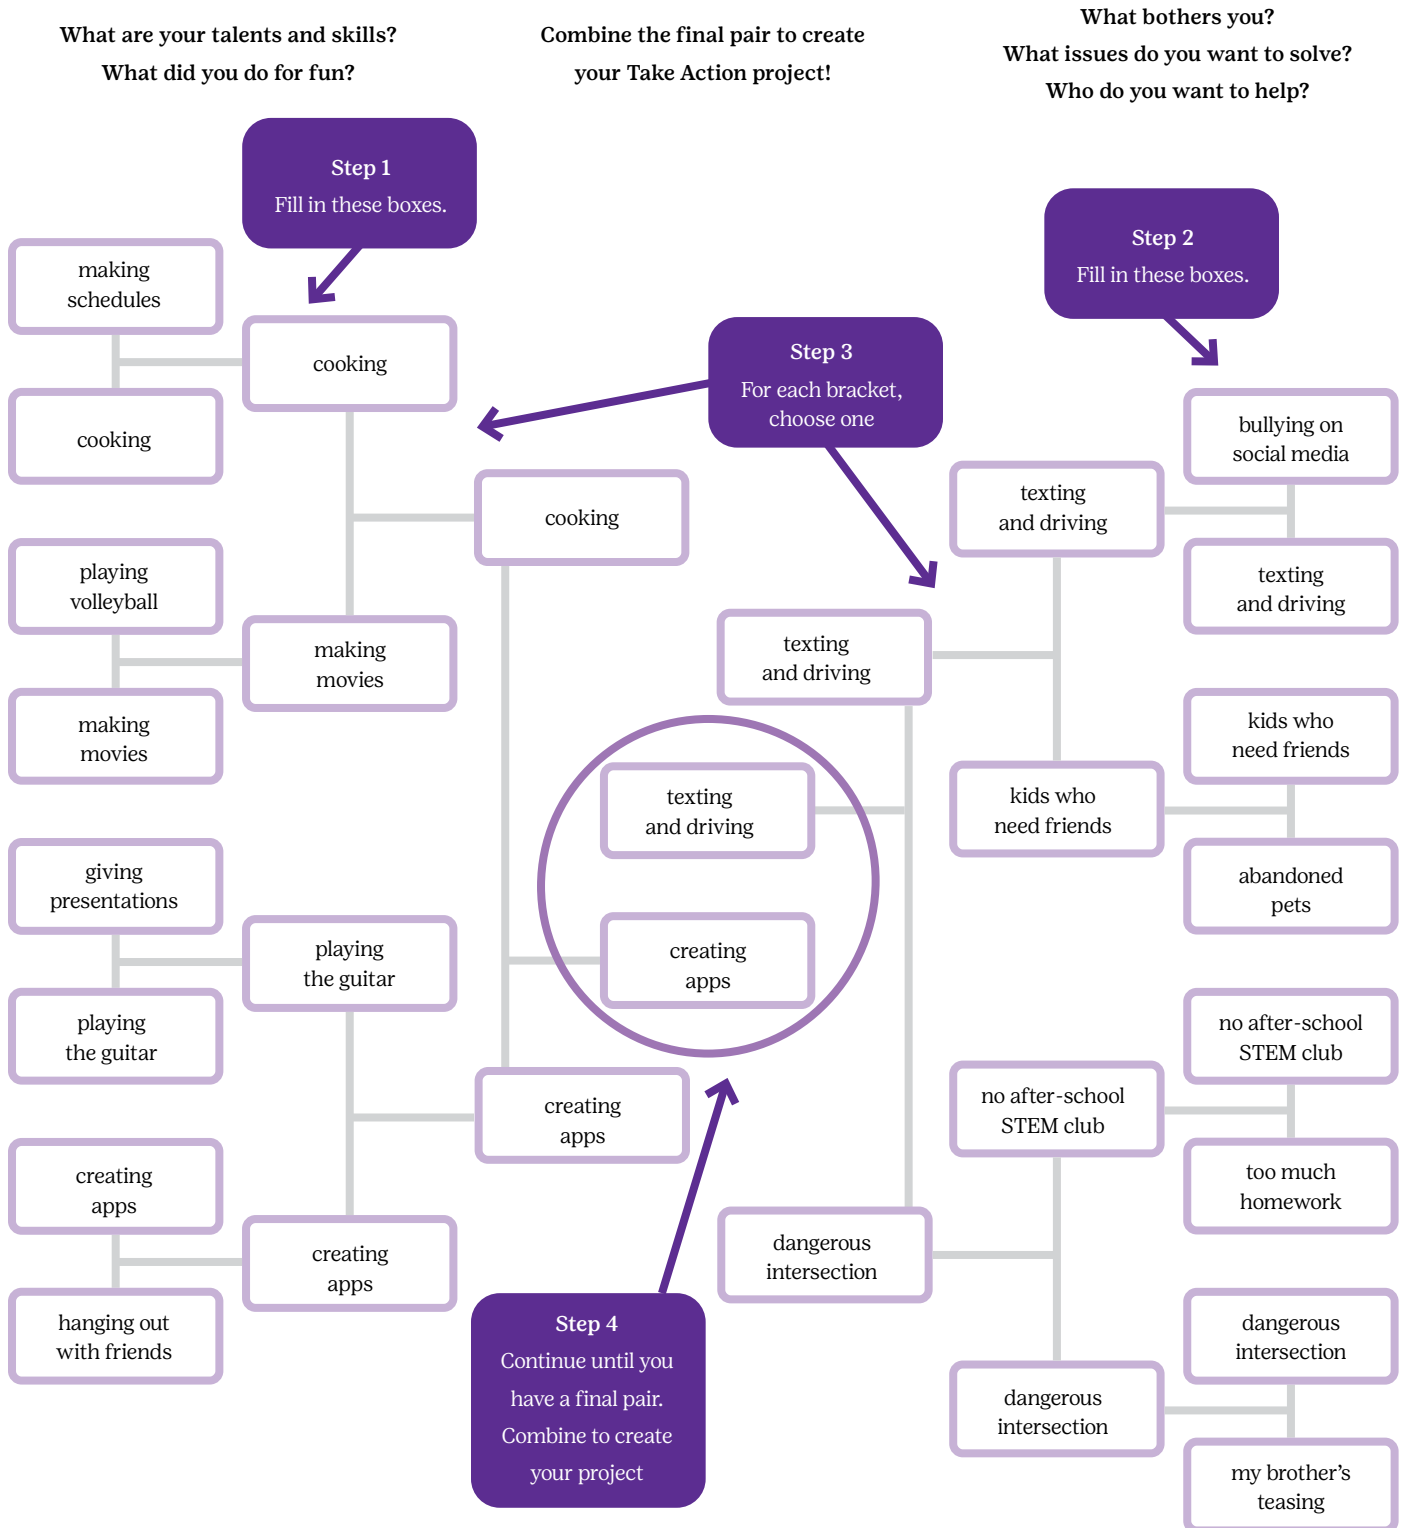 What are your talents and skills?
What did you do for fun?
Combine the final pair to create
your Take Action project!
What bothers you?
What issues do you want to solve?
Who do you want to help?
Step 1
Fill in these boxes.
making
schedules
cooking
cooking
playing
volleyball
making
movies
making
movies
giving
presentations
playing
the guitar
playing
the guitar
creating
apps
hanging out
with friends
creating
apps
cooking
creating
apps
Step 3
For each bracket,
choose one
texting
and driving
texting
and driving
creating
apps
dangerous
intersection
Step 4
Continue until you
have a final pair.
Combine to create
your project
Step 2
Fill in these boxes.
texting
and driving
bullying on
social media
texting
and driving
kids who
need friends
kids who
need friends
abandoned
pets
no after-school
STEM club
no after-school
STEM club
too much
homework
dangerous
intersection
dangerous
intersection
my brother’s
teasing